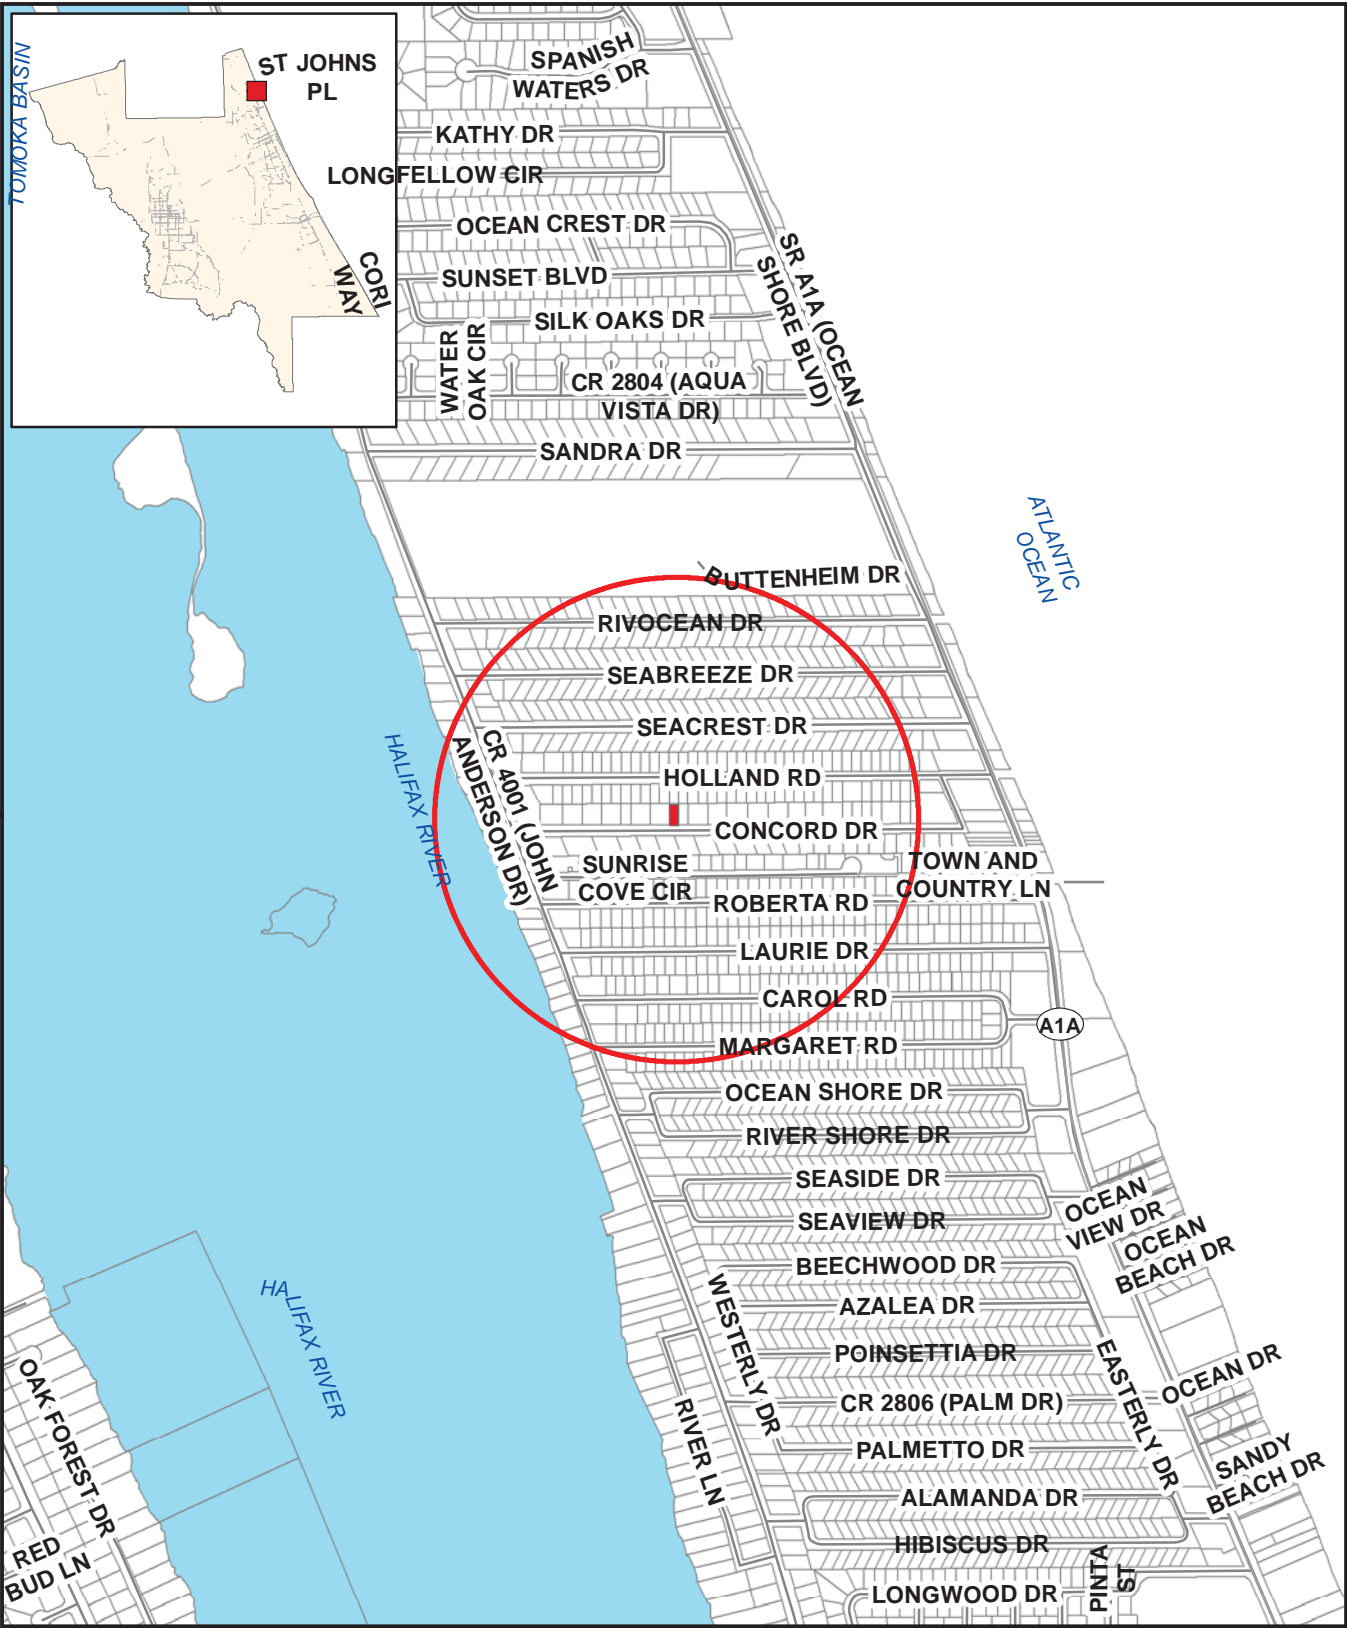 SPANISH
WATERS DR
TOMOKA BASIN
ST JOHNS
PL
KATHY DR
LONGFELLOW CIR
OCEAN CREST DR
SUNSET BLVD
CORI
WAY
SILK OAKS DR
WATER
OAK CIR
SR A1A (OCEAN
SHORE BLVD)
CR 2804 (AQUA
VISTA DR)
SANDRA DR
ATLANTIC
OCEAN
BUTTENHEIM DR
RIVOCEAN DR
SEABREEZE DR
SEACREST DR
HALIFAX RIVER
CR 4001 (JOHN
ANDERSON DR)
HOLLAND RD
CONCORD DR
SUNRISE
COVE CIR
TOWN AND
COUNTRY LN
ROBERTA RD
LAURIE DR
CAROL RD
A1A
MARGARET RD
OCEAN SHORE DR
RIVER SHORE DR
SEASIDE DR
SEAVIEW DR
OCEAN
VIEW DR
OCEAN
BEACH DR
BEECHWOOD DR
HALIFAX RIVER
WESTERLY DR
AZALEA DR
POINSETTIA DR
EASTERLY DR
OCEAN DR
OAK FOREST DR
RIVER LN
CR 2806 (PALM DR)
PALMETTO DR
SANDY
BEACH DR
ALAMANDA DR
HIBISCUS DR
RED
BUD LN
PINTA
ST
LONGWOOD DR